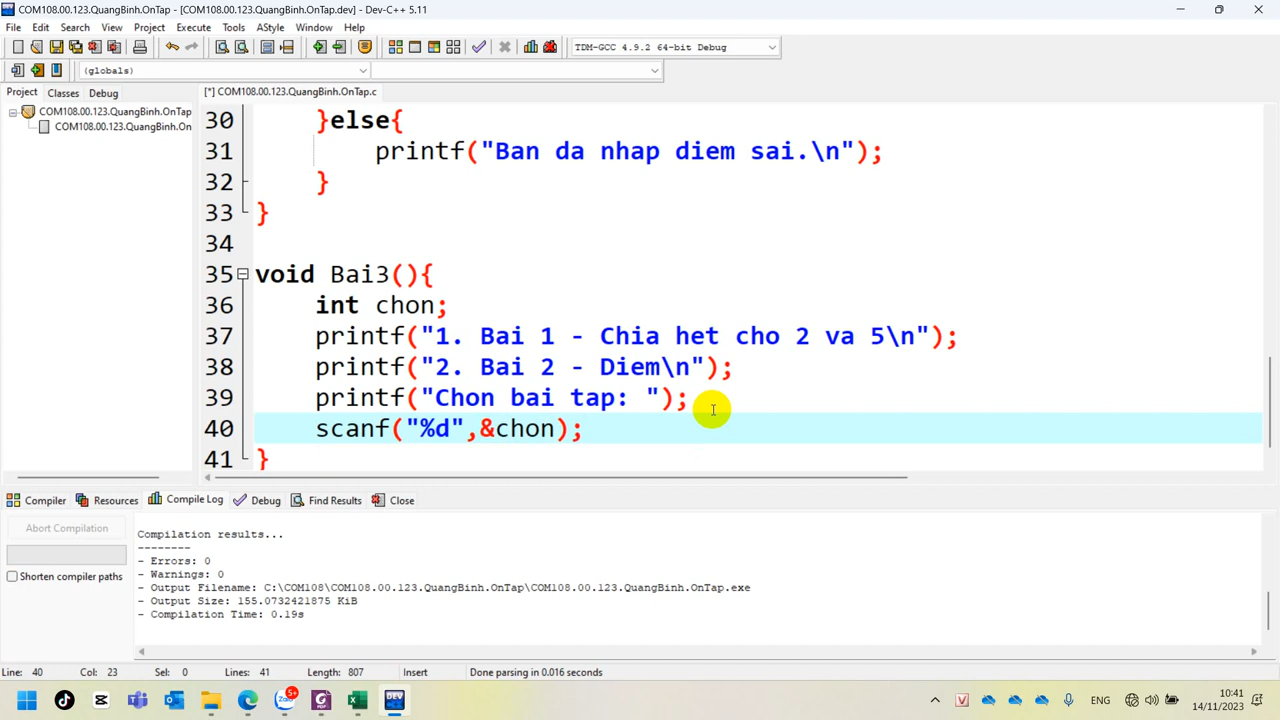 COM108.00.123.QuangBinh.OnTap - [COM108.00.123.QuangBinh.OnTap.dev] - Dev-C++ 5.11
File Edit Search View Project Execute Tools AStyle Window Help
TDM-GCC 4.9.2 64-bit Debug
(globals)
Project Classes Debug
[*] COM108.00.123.QuangBinh.OnTap.c
COM108.00.123.QuangBinh.OnTap
COM108.00.123.QuangBinh.On
30 }else{
31 printf("Ban da nhap diem sai.\n");
32 }
33 }
34
35 void Bai3(){
36 int chon;
37 printf("1. Bai 1 - Chia het cho 2 va 5\n");
38 printf("2. Bai 2 - Diem\n");
39 printf("Chon bai tap: ");
40 scanf("%d",&chon);
41 }
Compiler Resources Compile Log Debug Find Results Close
Abort Compilation
Shorten compiler paths
Compilation results...
--------
- Errors: 0
- Warnings: 0
- Output Filename: C:\COM108\COM108.00.123.QuangBinh.OnTap\COM108.00.123.QuangBinh.OnTap.exe
- Output Size: 155.0732421875 KiB
- Compilation Time: 0.19s
Line: 40 Col: 23 Sel: 0 Lines: 41 Length: 807 Insert Done parsing in 0.016 seconds
5+
DEV
V
ENG
10:41
14/11/2023